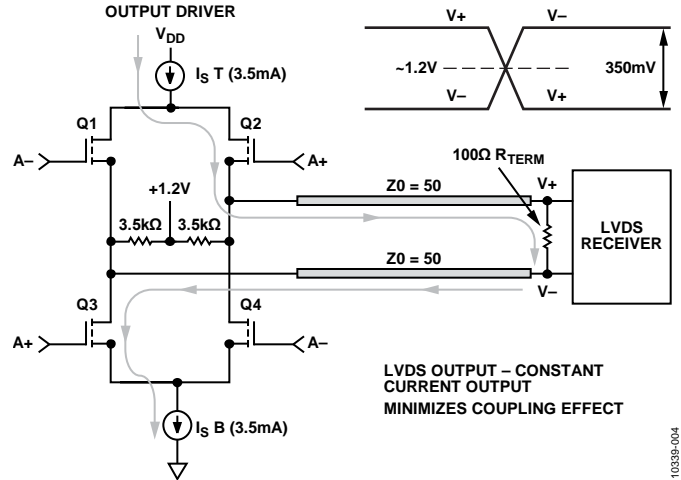 OUTPUT DRIVER
VDD
IS T (3.5mA)
Q1
Q2
A–
A+
+1.2V
3.5kΩ
3.5kΩ
Q3
Q4
A+
A–
IS B (3.5mA)
V+
V–
~1.2V
350mV
V–
V+
100Ω RTERM
Z0 = 50
V+
LVDS
RECEIVER
Z0 = 50
V–
LVDS OUTPUT – CONSTANT
CURRENT OUTPUT
MINIMIZES COUPLING EFFECT
10339-004